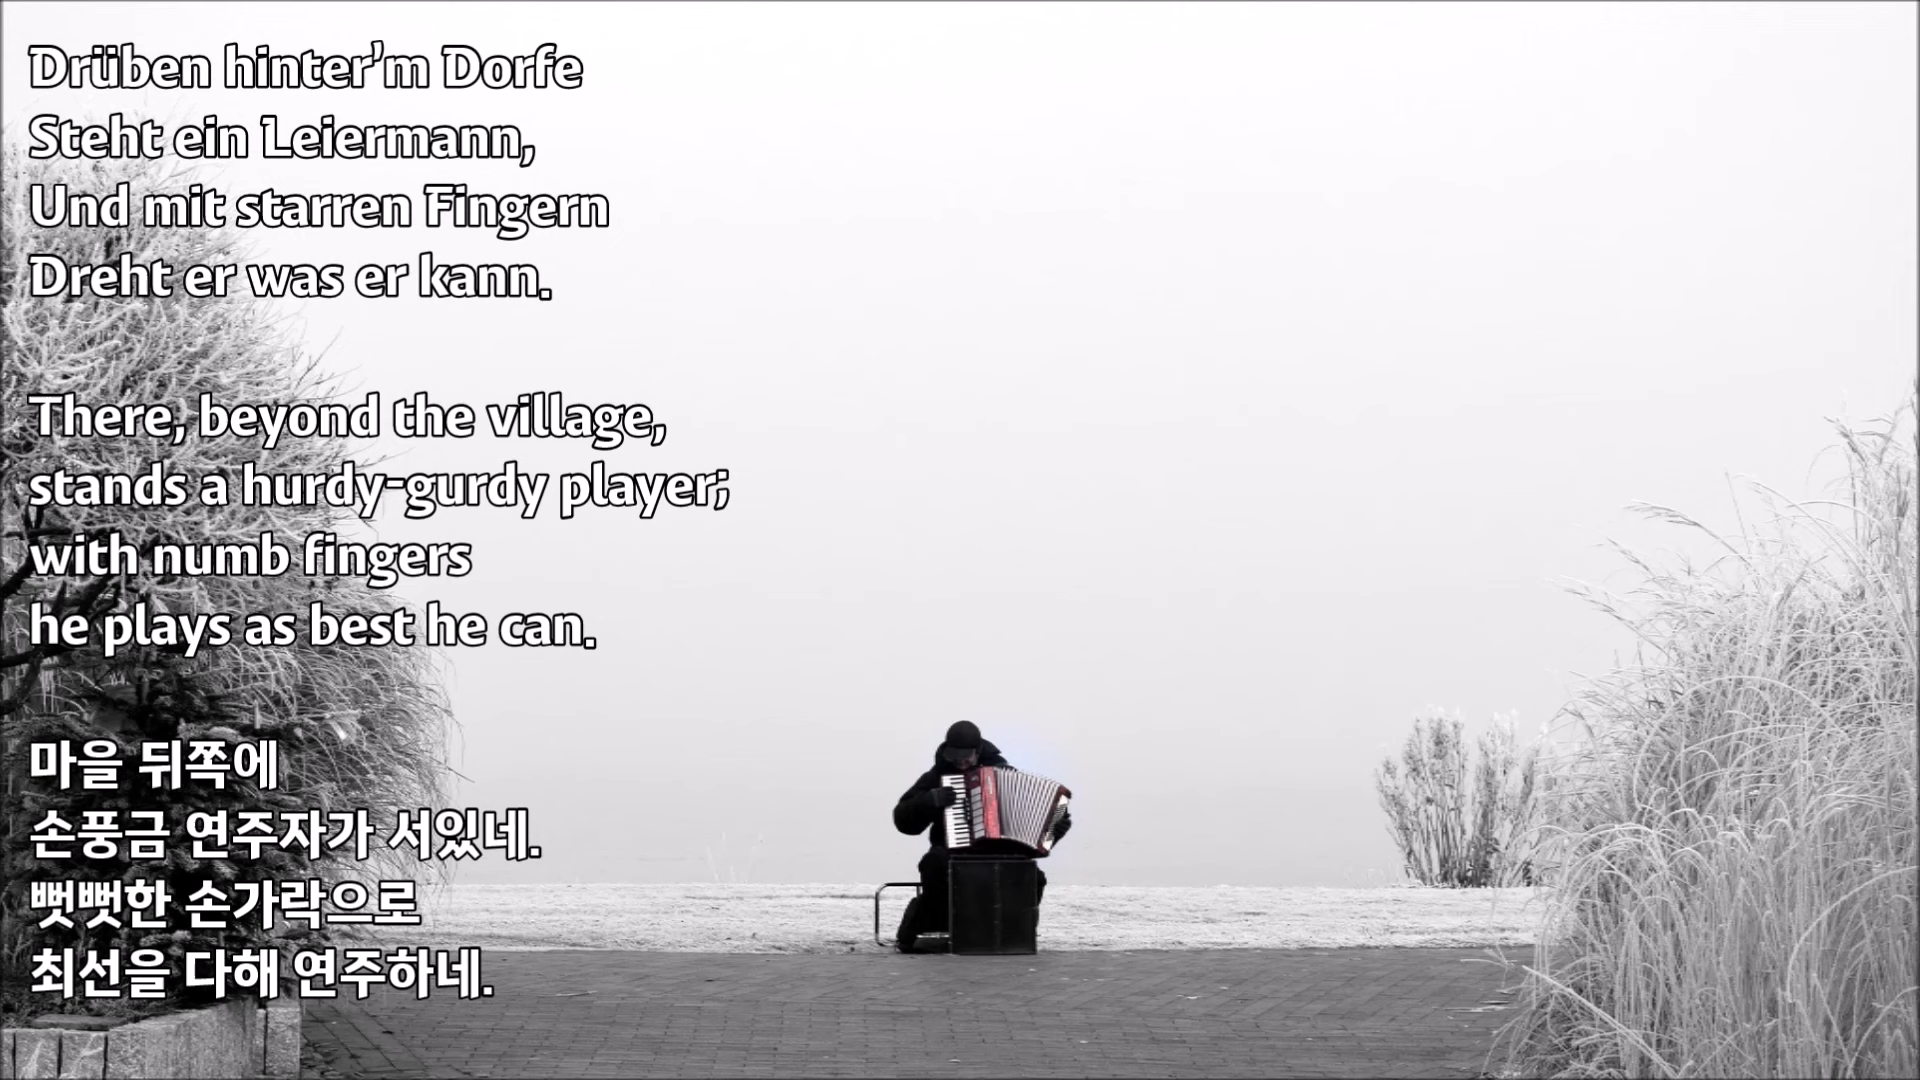 Drüben hinter'm Dorfe
Steht ein Leiermann,
Und mit starren Fingern
Dreht er was er kann.
There, beyond the village,
stands a hurdy-gurdy player;
with numb fingers
he plays as best he can.
마을 뒤쪽에
손풍금 연주자가 서있네.
뻣뻣한 손가락으로
최선을 다해 연주하네.